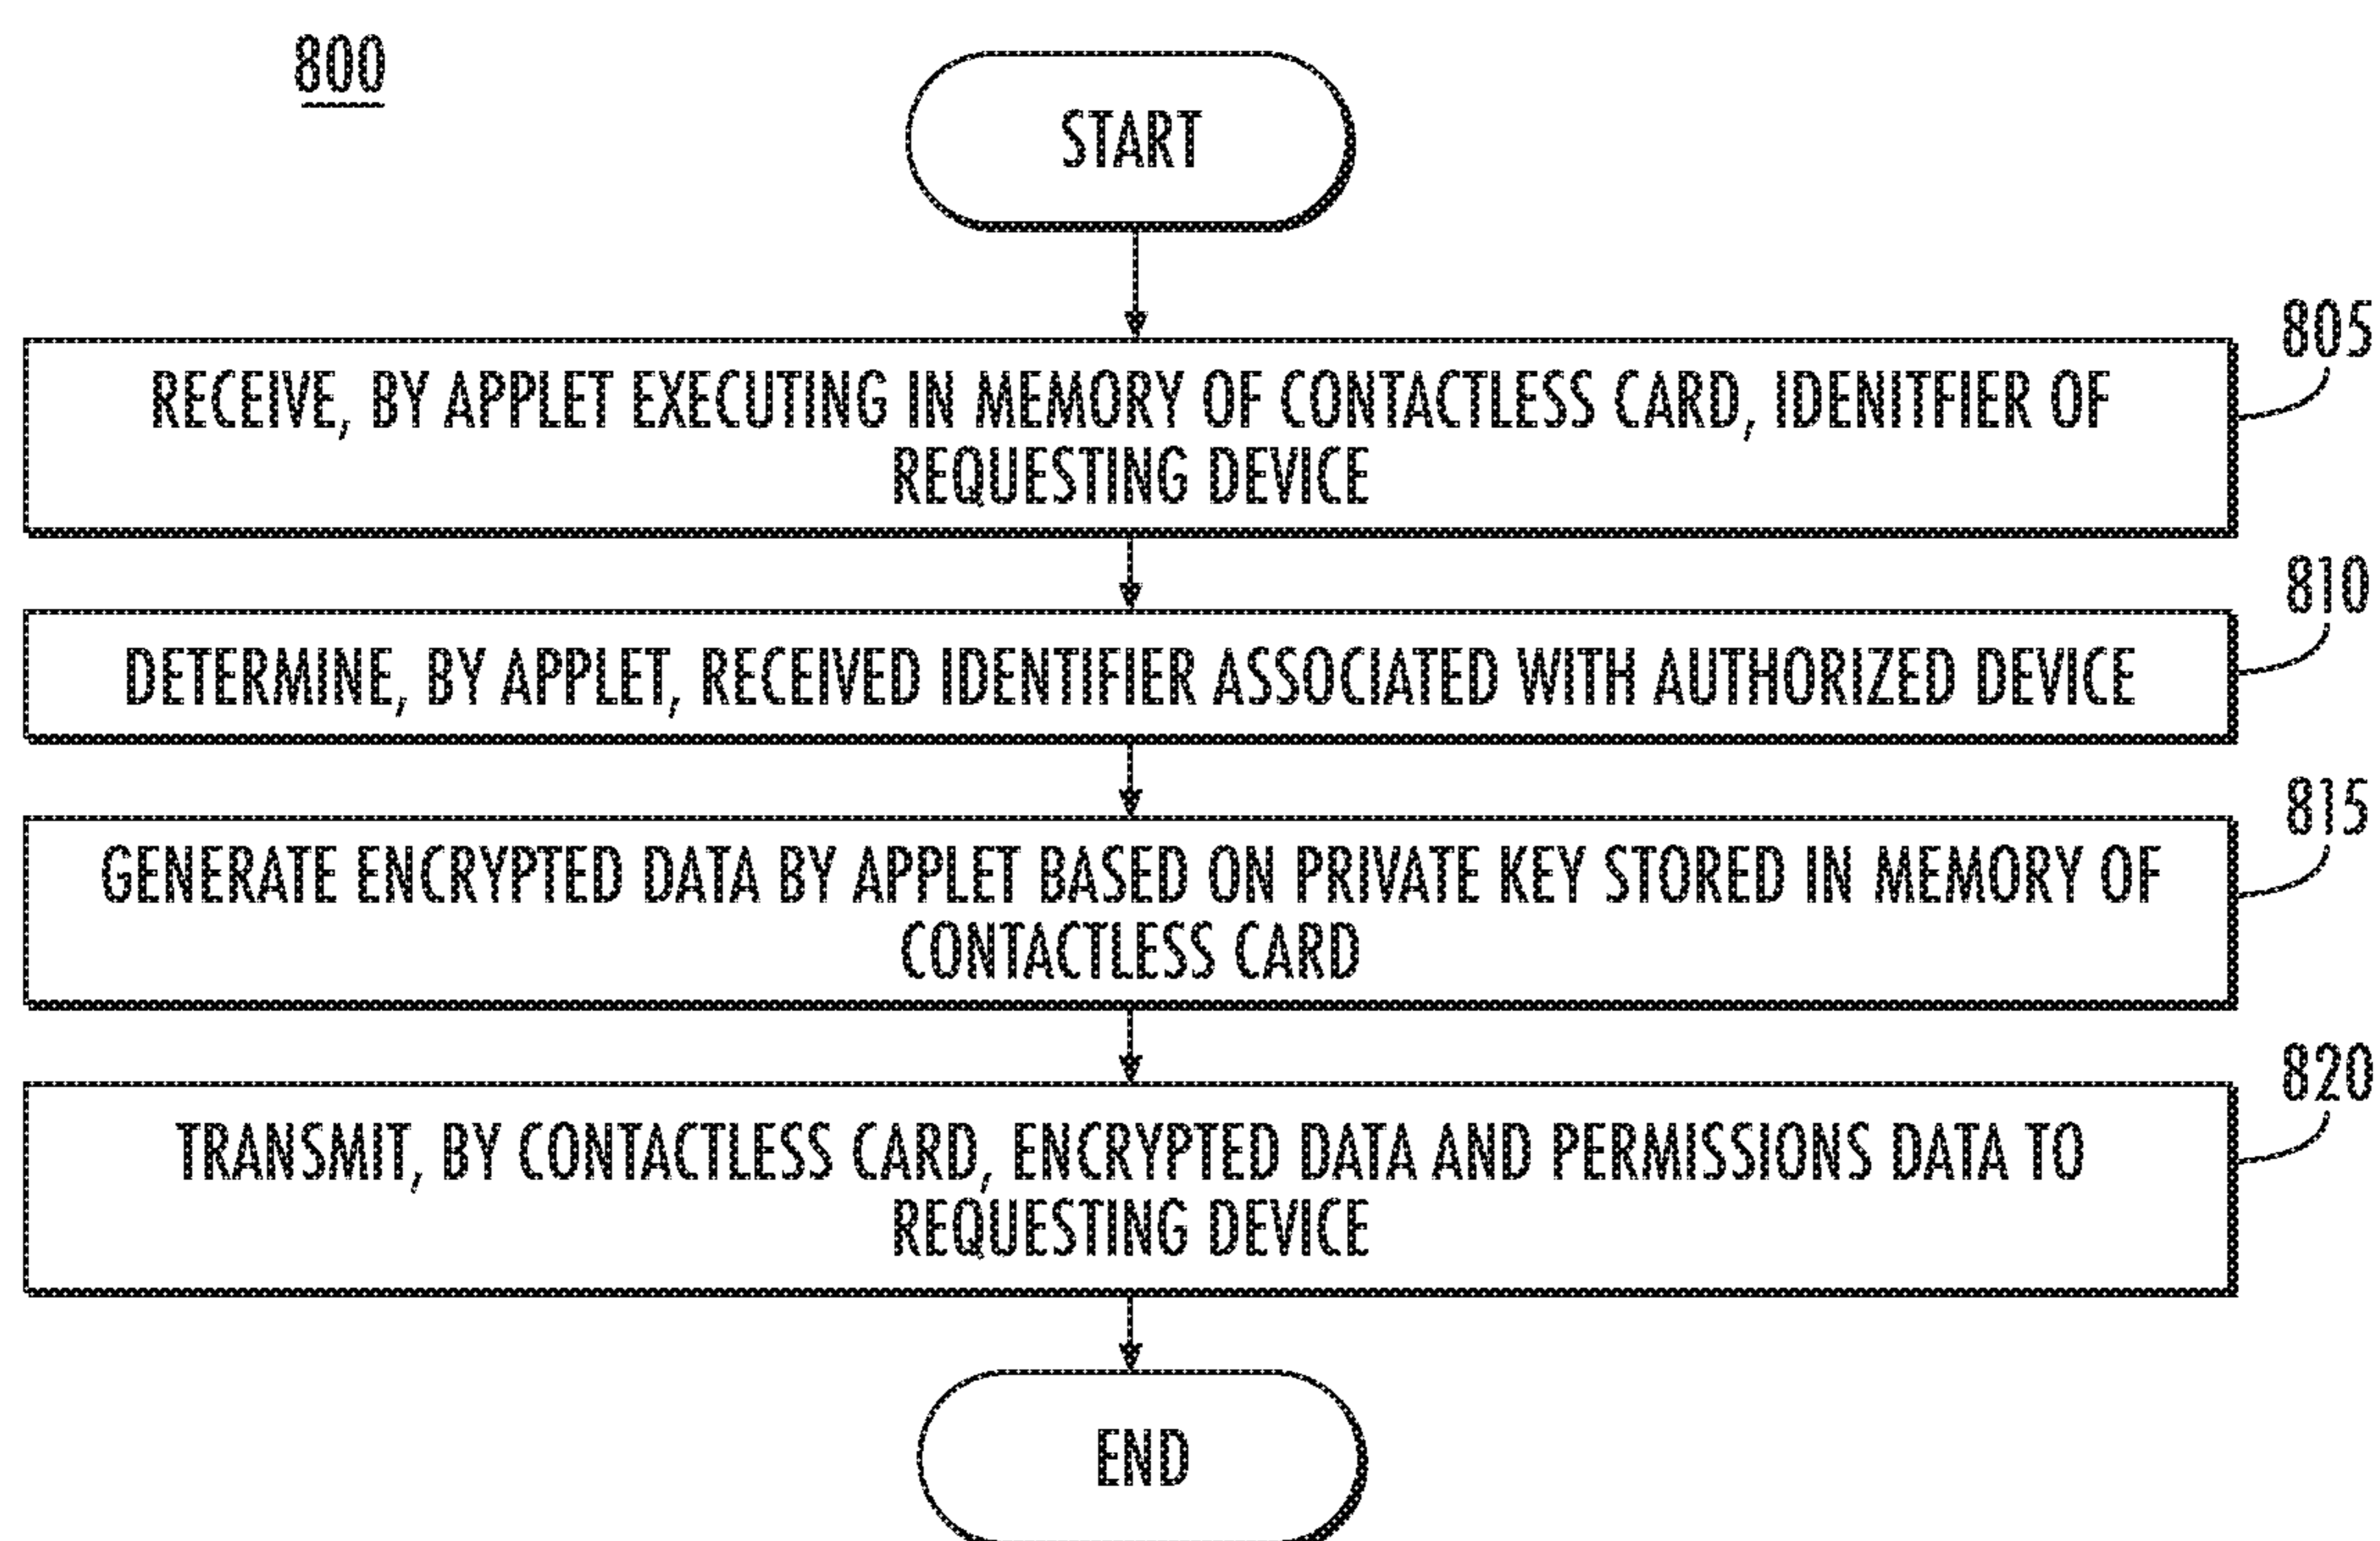 800
START
805
RECEIVE, BY APPLET EXECUTING IN MEMORY OF CONTACTLESS CARD, IDENITFIER OF
REQUESTING DEVICE
810
DETERMINE, BY APPLET, RECEIVED IDENTIFIER ASSOCIATED WITH AUTHORIZED DEVICE
815
GENERATE ENCRYPTED DATA BY APPLET BASED ON PRIVATE KEY STORED IN MEMORY OF
CONTACTLESS CARD
820
TRANSMIT, BY CONTACTLESS CARD, ENCRYPTED DATA AND PERMISSIONS DATA TO
REQUESTING DEVICE
END